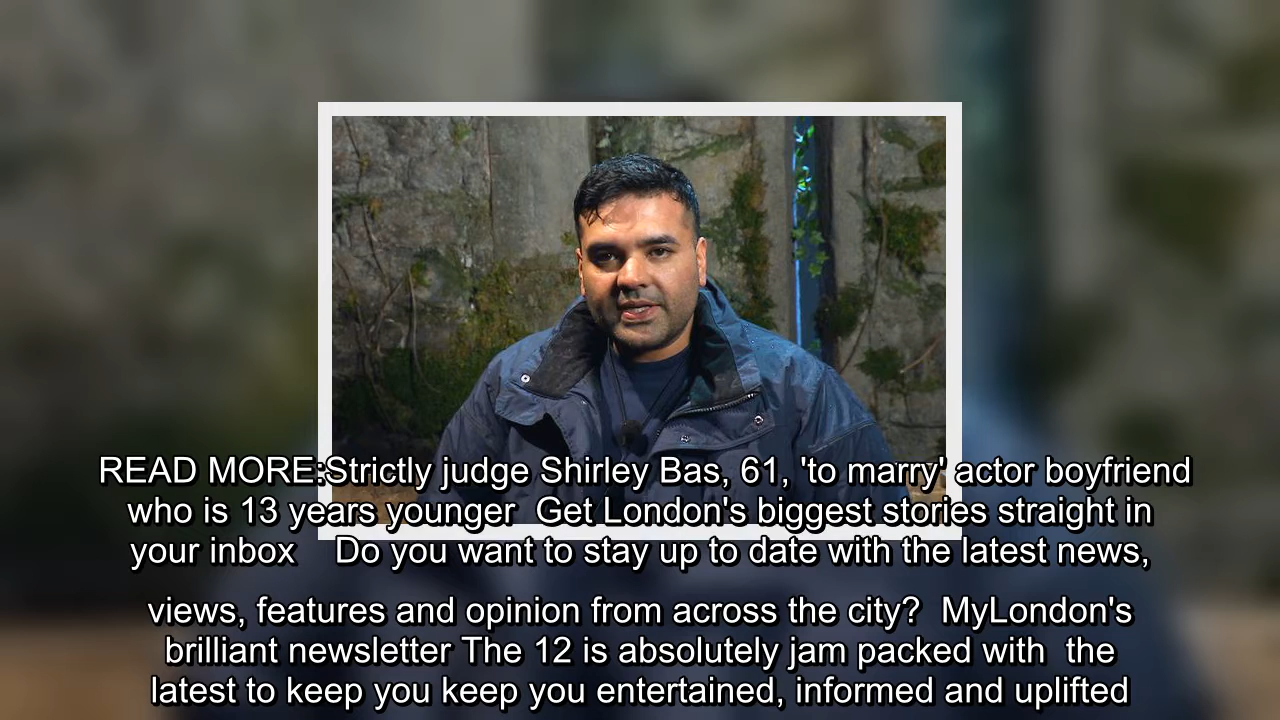 READ MORE:Strictly judge Shirley Bas, 61, 'to marry' actor boyfriend
who is 13 years younger  Get London's biggest stories straight in
your inbox    Do you want to stay up to date with the latest news,
views, features and opinion from across the city?  MyLondon's
brilliant newsletter The 12 is absolutely jam packed with  the
latest to keep you keep you entertained, informed and uplifted